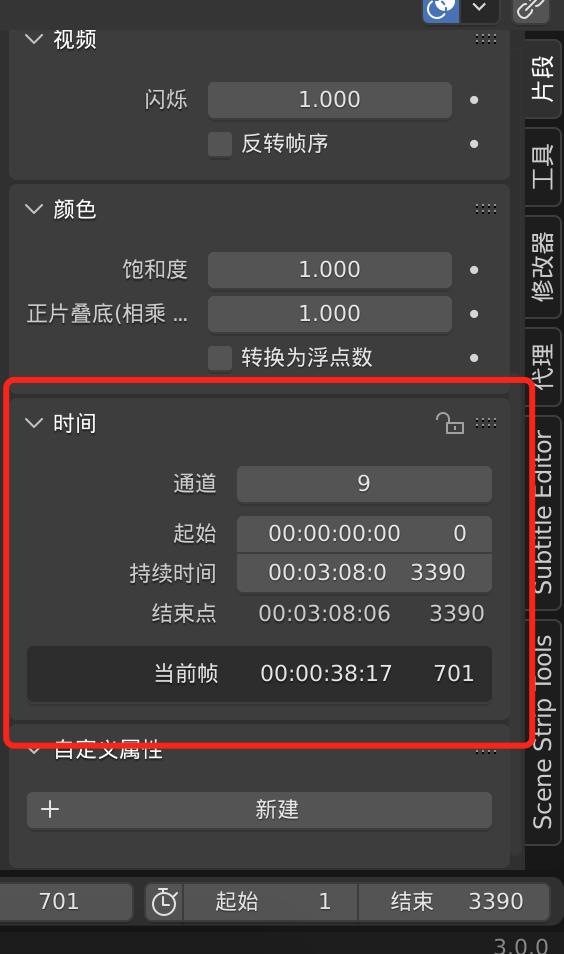 视频
闪烁 1.000
反转帧序
颜色
饱和度 1.000
正片叠底(相乘 ... 1.000
转换为浮点数
时间
通道 9
起始 00:00:00:00 0
持续时间 00:03:08:0 3390
结束点 00:03:08:06 3390
当前帧 00:00:38:17 701
自定义属性
新建
片段
工具
修改器
代理
Subtitle Editor
Scene Strip Tools
701 起始 1 结束 3390
3.0.0